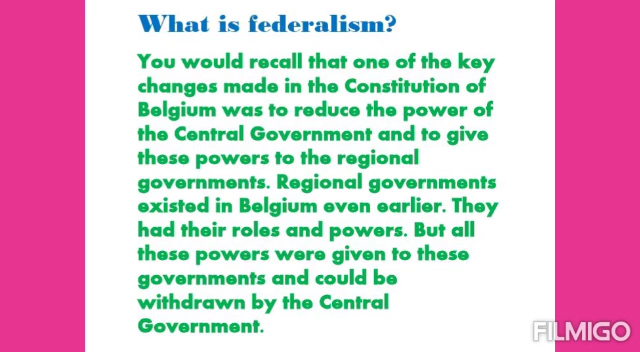 What is federalism?
You would recall that one of the key
changes made in the Constitution of
Belgium was to reduce the power of
the Central Government and to give
these powers to the regional
governments. Regional governments
existed in Belgium even earlier. They
had their roles and powers. But all
these powers were given to these
governments and could be
withdrawn by the Central
Government.
FILMIGO